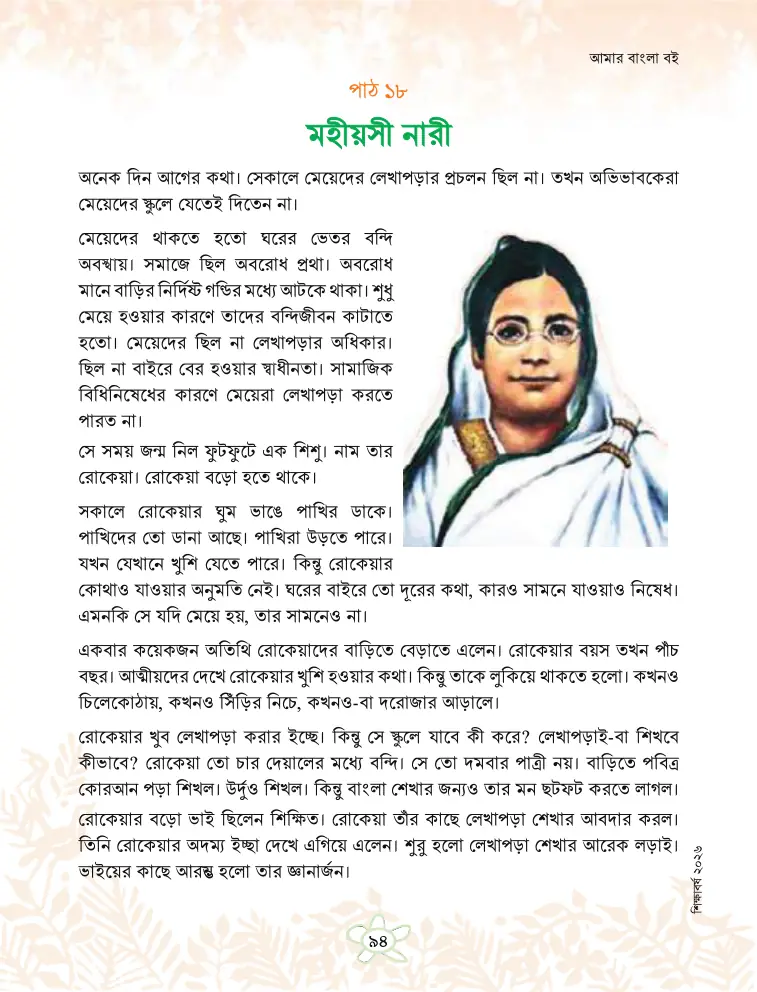 আমার বাংলা বই
পাঠ ১৮
মহীয়সী নারী
অনেক দিন আগের কথা। সেকালে মেয়েদের লেখাপড়ার প্রচলন ছিল না। তখন অভিভাবকেরা
মেয়েদের স্কুলে যেতেই দিতেন না।
মেয়েদের থাকতে হতো ঘরের ভেতর বন্দি
অবস্থায়। সমাজে ছিল অবরোধ প্রথা। অবরোধ
মানে বাড়ির নির্দিষ্ট গণ্ডির মধ্যে আটকে থাকা। শুধু
মেয়ে হওয়ার কারণে তাদের বন্দিজীবন কাটাতে
হতো। মেয়েদের ছিল না লেখাপড়ার অধিকার।
ছিল না বাইরে বের হওয়ার স্বাধীনতা। সামাজিক
বিধিনিষেধের কারণে মেয়েরা লেখাপড়া করতে
পারত না।
সে সময় জন্ম নিল ফুটফুটে এক শিশু। নাম তার
রোকেয়া। রোকেয়া বড়ো হতে থাকে।
সকালে রোকেয়ার ঘুম ভাঙে পাখির ডাকে।
পাখিদের তো ডানা আছে। পাখিরা উড়তে পারে।
যখন যেখানে খুশি যেতে পারে। কিন্তু রোকেয়ার
কোথাও যাওয়ার অনুমতি নেই। ঘরের বাইরে তো দূরের কথা, কারও সামনে যাওয়াও নিষেধ।
এমনকি সে যদি মেয়ে হয়, তার সামনেও না।
একবার কয়েকজন অতিথি রোকেয়াদের বাড়িতে বেড়াতে এলেন। রোকেয়ার বয়স তখন পাঁচ
বছর। আত্মীয়দের দেখে রোকেয়ার খুশি হওয়ার কথা। কিন্তু তাকে লুকিয়ে থাকতে হলো। কখনও
চিলেকোঠায়, কখনও সিঁড়ির নিচে, কখনও-বা দরোজার আড়ালে।
রোকেয়ার খুব লেখাপড়া করার ইচ্ছে। কিন্তু সে স্কুলে যাবে কী করে? লেখাপড়াই-বা শিখবে
কীভাবে? রোকেয়া তো চার দেয়ালের মধ্যে বন্দি। সে তো দমবার পাত্রী নয়। বাড়িতে পবিত্র
কোরআন পড়া শিখল। উর্দুও শিখল। কিন্তু বাংলা শেখার জন্যও তার মন ছটফট করতে লাগল।
রোকেয়ার বড়ো ভাই ছিলেন শিক্ষিত। রোকেয়া তাঁর কাছে লেখাপড়া শেখার আবদার করল।
তিনি রোকেয়ার অদম্য ইচ্ছা দেখে এগিয়ে এলেন। শুরু হলো লেখাপড়া শেখার আরেক লড়াই।
ভাইয়ের কাছে আরম্ভ হলো তার জ্ঞানার্জন।
শিক্ষাবর্ষ ২০২৬
৯৪